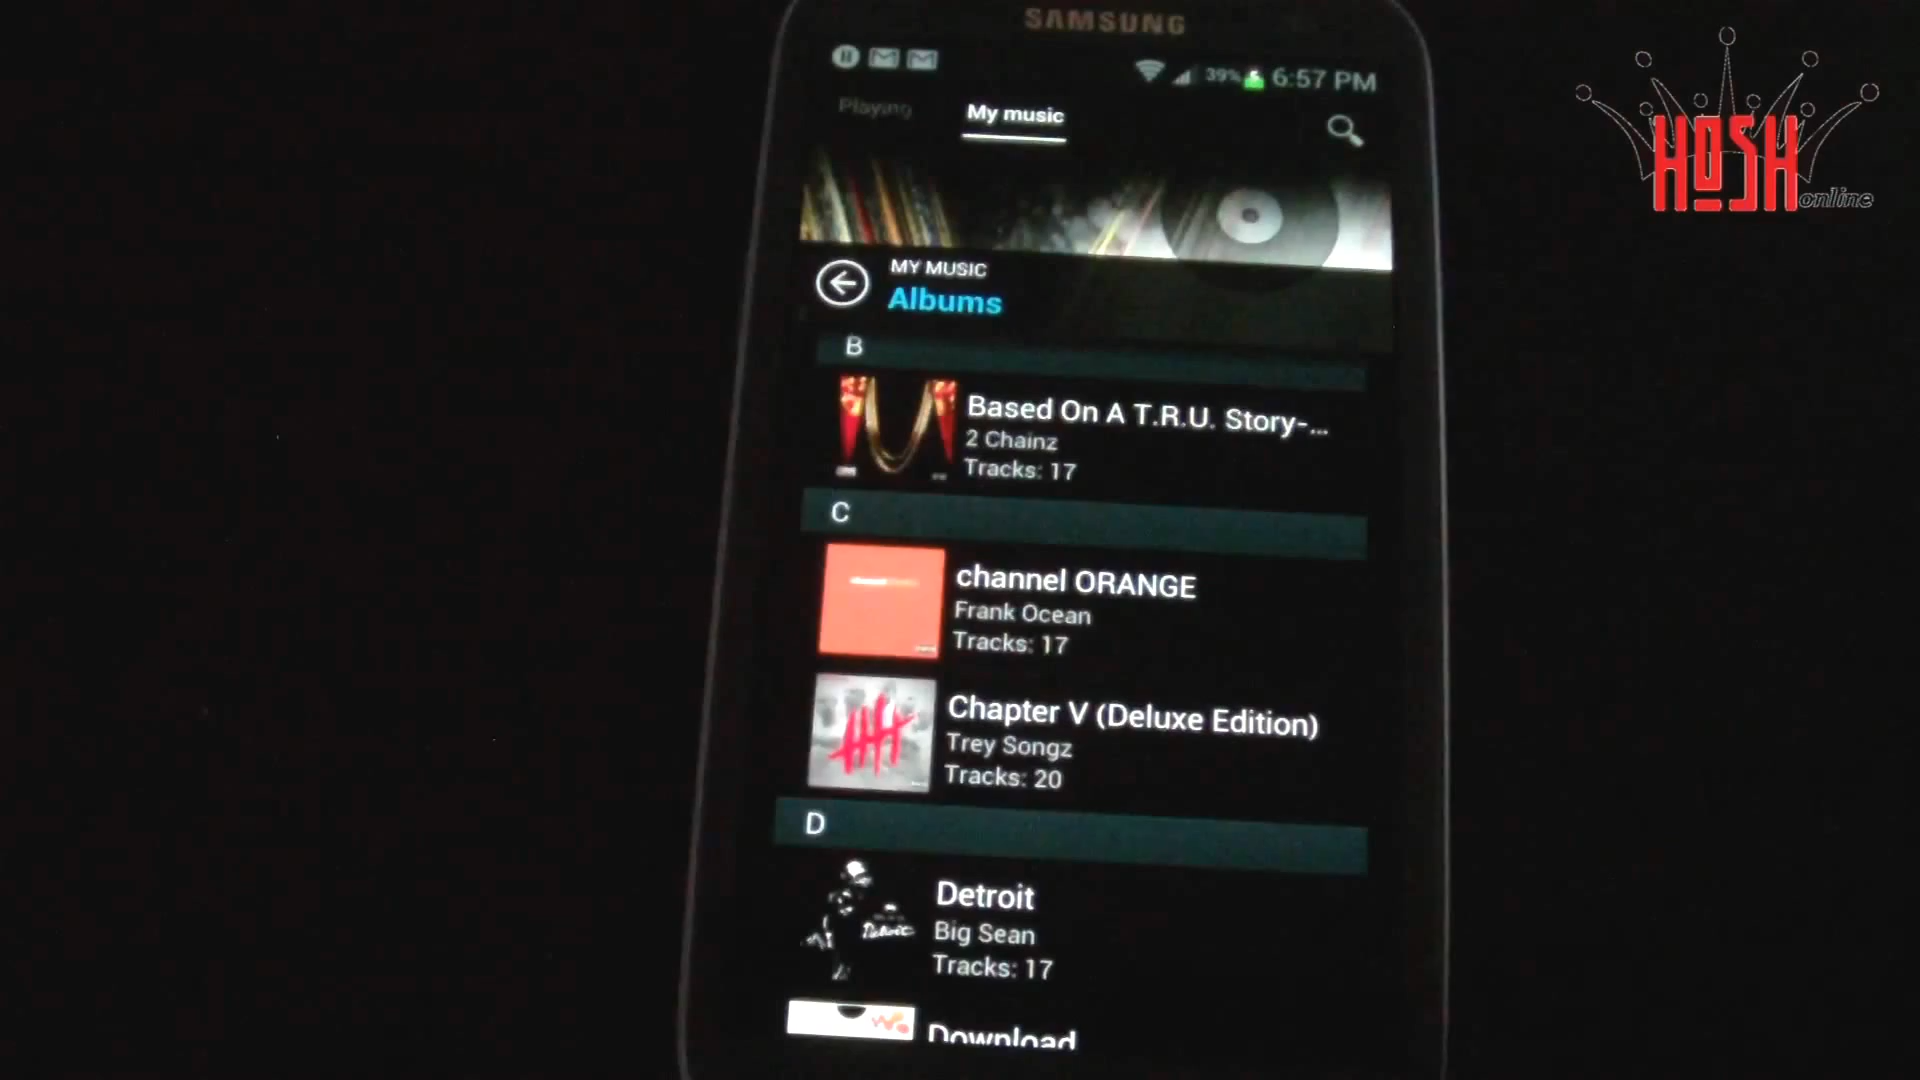 SAMSUNG
39% 6:57 PM
Playing
My music
HOSH
online
MY MUSIC
Albums
B
Based On A T.R.U. Story-...
2 Chainz
Tracks: 17
C
channel ORANGE
Frank Ocean
Tracks: 17
Chapter V (Deluxe Edition)
Trey Songz
Tracks: 20
D
Detroit
Detroit
Big Sean
Tracks: 17
Download